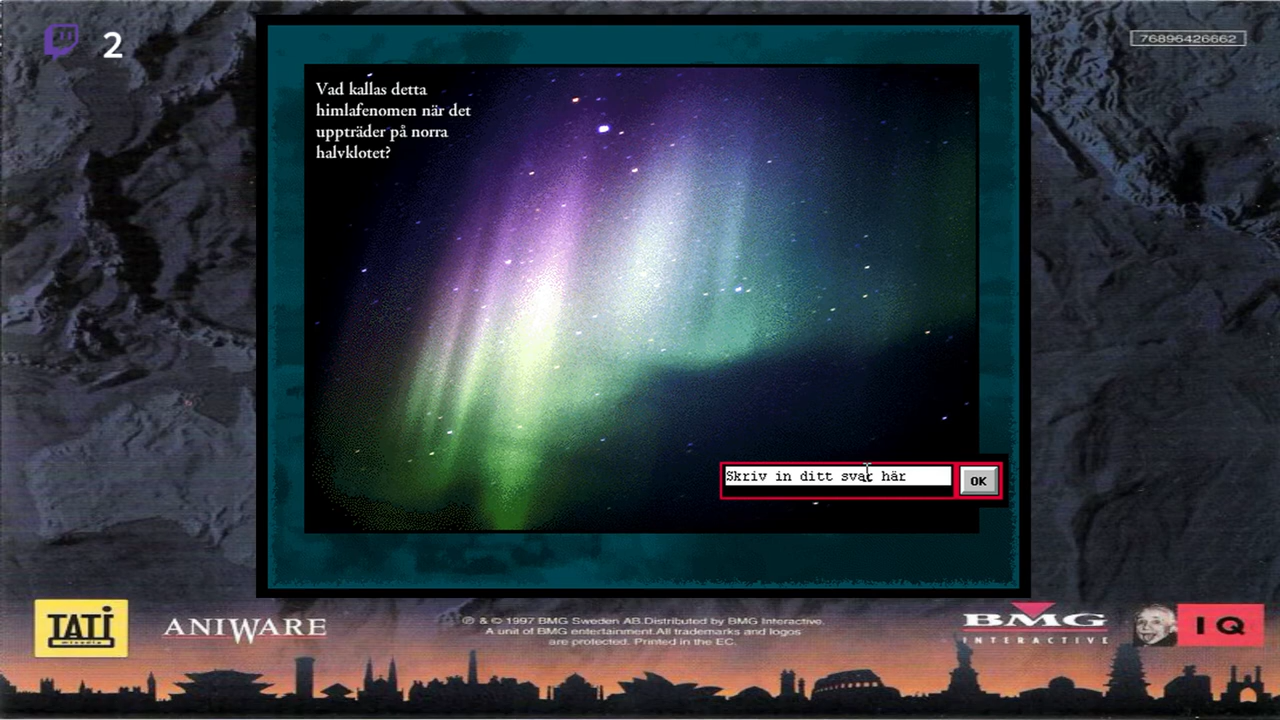 2
76896426662
Vad kallas detta
himlafenomen när det
uppträder på norra
halvklotet?
Skriv in ditt svar här
OK
TATI
ANIWARE
℗ & © 1997 BMG Sweden AB.Distributed by BMG Interactive.
A unit of BMG entertainment.All trademarks and logos
are protected. Printed in the EC.
BMG
INTERACTIVE
IQ